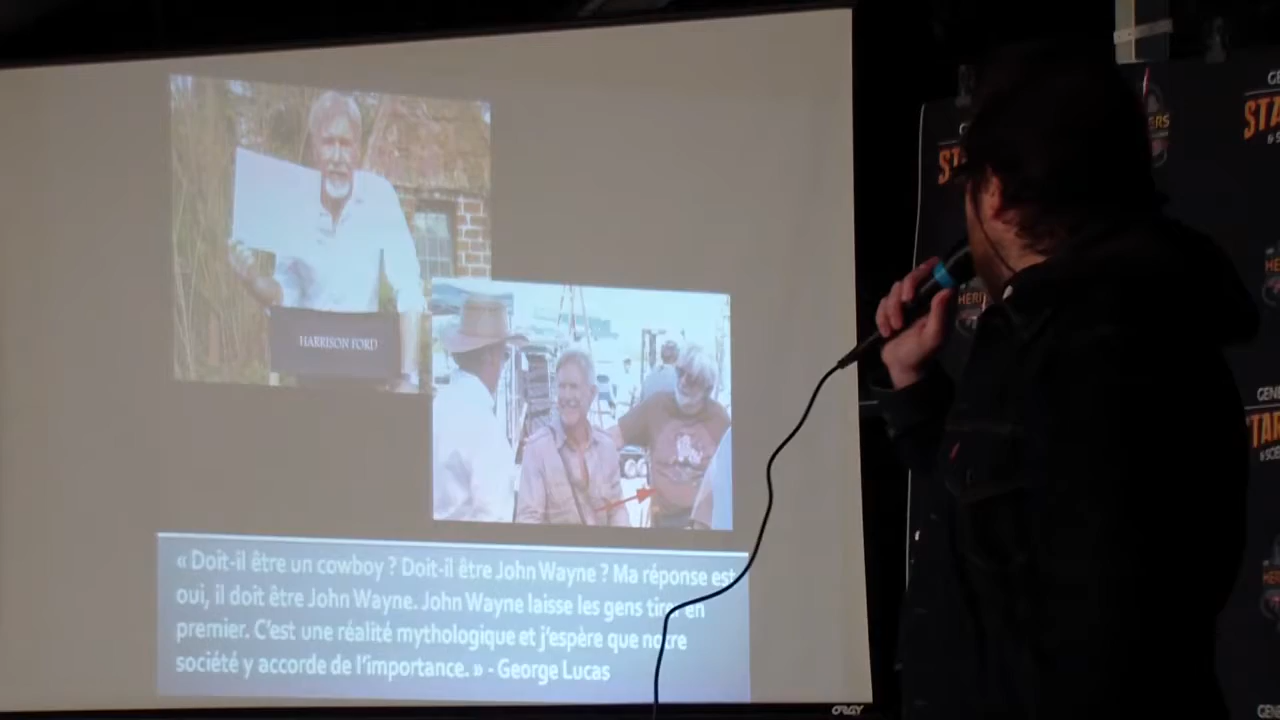 HARRISON FORD
« Doit-il être un cowboy ? Doit-il être John Wayne ? Ma réponse est
oui, il doit être John Wayne. John Wayne laisse les gens tirer en
premier. C'est une réalité mythologique et j'espère que notre
société y accorde de l'importance. » - George Lucas
ORAY